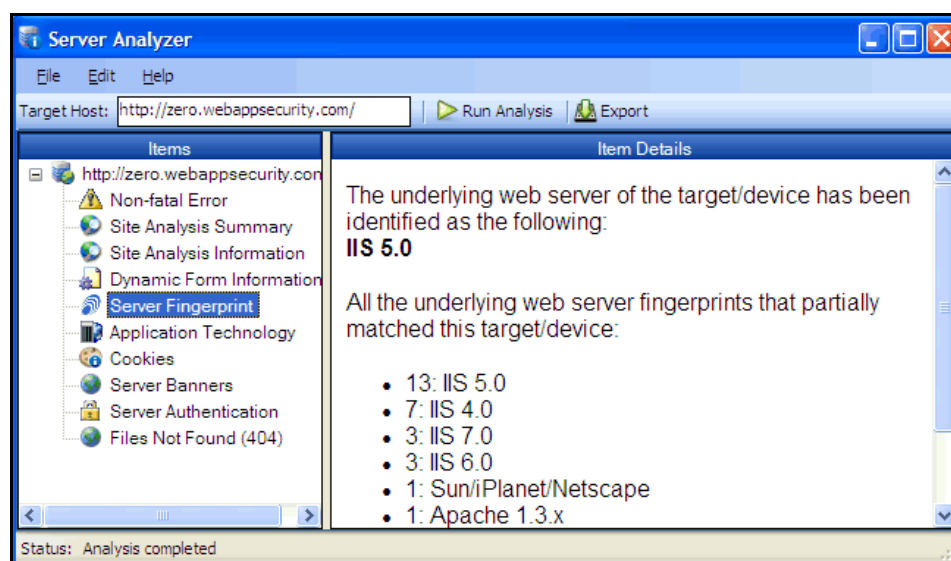 Server Analyzer
File Edit Help
Target Host: http://zero.webappsecurity.com/ Run Analysis Export
Items
http://zero.webappsecurity.con
Non-fatal Error
Site Analysis Summary
Site Analysis Information
Dynamic Form Information
Server Fingerprint
Application Technology
Cookies
Server Banners
Server Authentication
Files Not Found (404)
Item Details
The underlying web server of the target/device has been
identified as the following:
IIS 5.0
All the underlying web server fingerprints that partially
matched this target/device:
• 13: IIS 5.0
• 7: IIS 4.0
• 3: IIS 7.0
• 3: IIS 6.0
• 1: Sun/iPlanet/Netscape
• 1: Apache 1.3.x
Status: Analysis completed